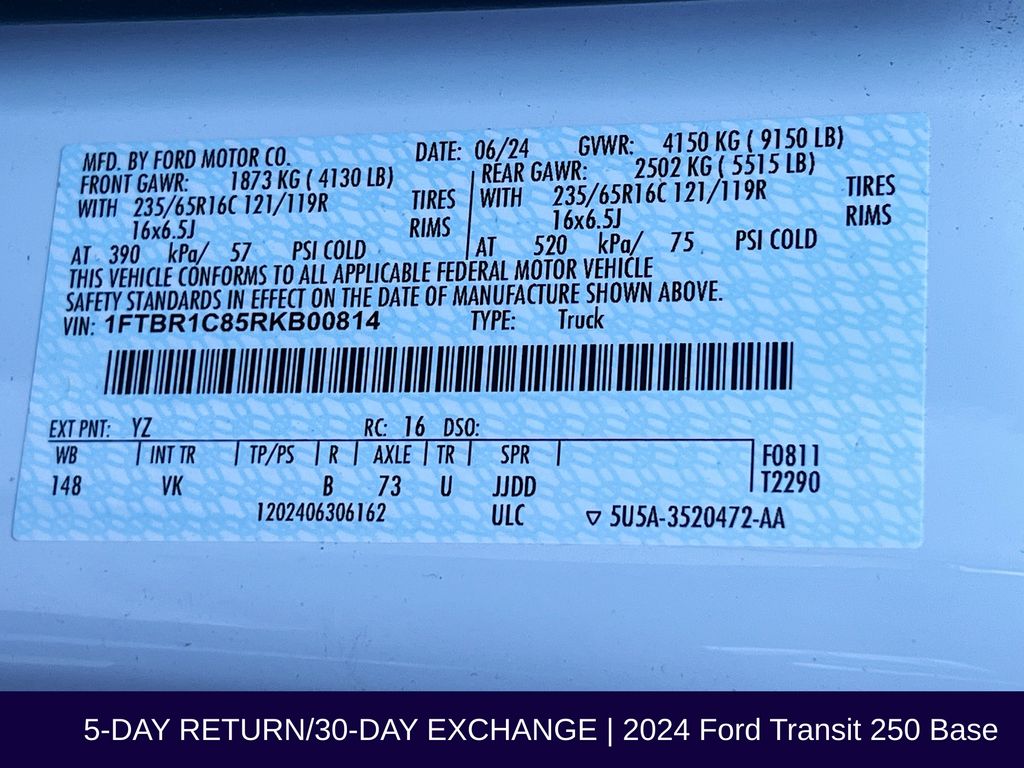 MFD. BY FORD MOTOR CO. DATE: 06/24 GVWR: 4150 KG ( 9150 LB)
FRONT GAWR: 1873 KG ( 4130 LB) REAR GAWR: 2502 KG ( 5515 LB)
WITH 235/65R16C 121/119R TIRES WITH 235/65R16C 121/119R TIRES
16x6.5J RIMS 16x6.5J RIMS
AT 390 kPa/ 57 PSI COLD AT 520 kPa/ 75 PSI COLD
THIS VEHICLE CONFORMS TO ALL APPLICABLE FEDERAL MOTOR VEHICLE
SAFETY STANDARDS IN EFFECT ON THE DATE OF MANUFACTURE SHOWN ABOVE.
VIN: 1FTBR1C85RKB00814 TYPE: Truck
EXT PNT: YZ RC: 16 DSO:
WB INT TR TP/PS R AXLE TR SPR F0811
148 VK B 73 U JJDD T2290
1202406306162 ULC ▽ 5U5A-3520472-AA
5-DAY RETURN/30-DAY EXCHANGE | 2024 Ford Transit 250 Base